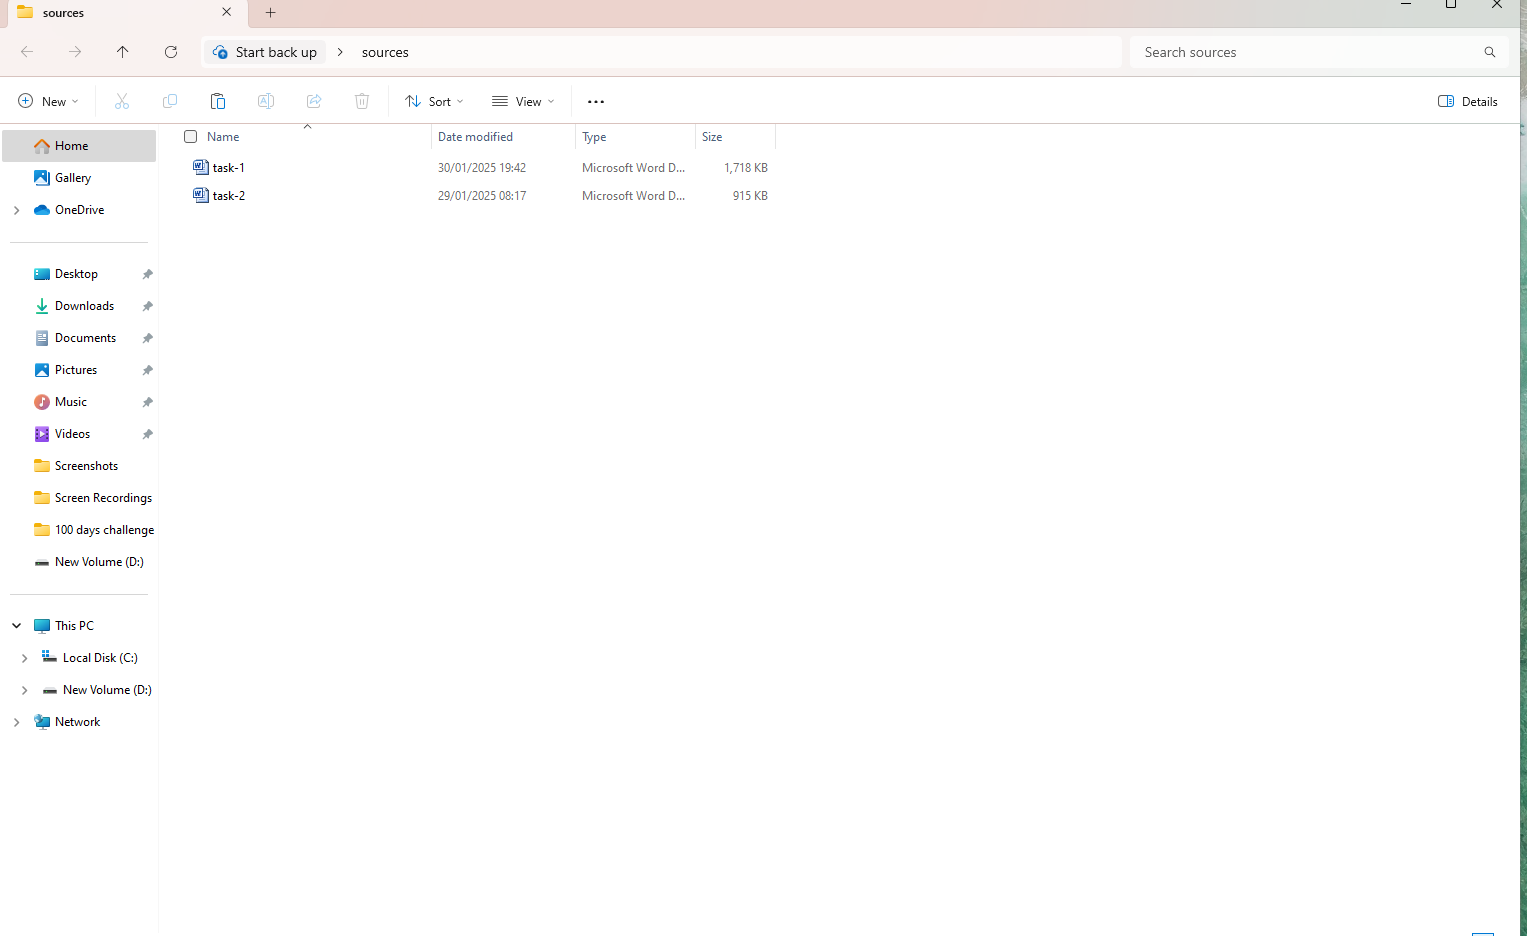 sources
Start back up > sources
Search sources
New
Sort
View
Details
Home
Gallery
OneDrive
Desktop
Downloads
Documents
Pictures
Music
Videos
Screenshots
Screen Recordings
100 days challenge
New Volume (D:)
This PC
Local Disk (C:)
New Volume (D:)
Network
Name Date modified Type Size
task-1 30/01/2025 19:42 Microsoft Word D... 1,718 KB
task-2 29/01/2025 08:17 Microsoft Word D... 915 KB